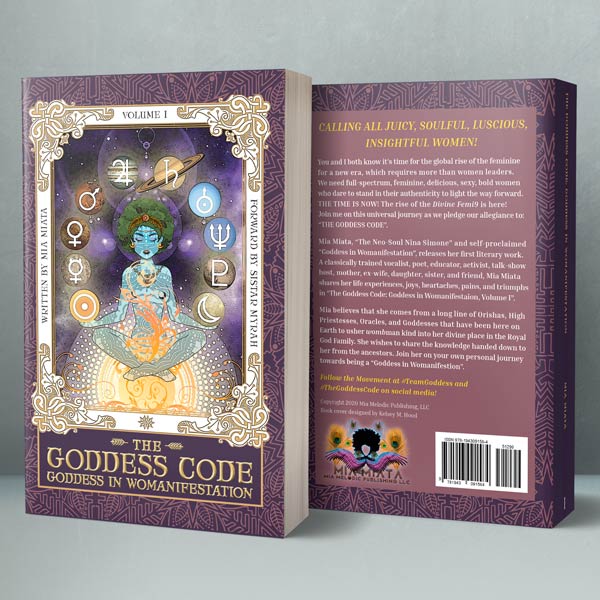 VOLUME I
WRITTEN BY MIA MIATA
FORWARD BY SISTAR MYRAH
THE
GODDESS CODE
GODDESS IN WOMANIFESTATION
CALLING ALL JUICY, SOULFUL, LUSCIOUS,
INSIGHTFUL WOMEN!
You and I both know it's time for the global rise of the feminine
for a new era, which requires more than women leaders.
We need full-spectrum, feminine, delicious, sexy, bold women
who dare to stand in their authenticity to light the way forward.
THE TIME IS NOW! The rise of the Divine Femi9 is here!
Join me on this universal journey as we pledge our allegiance to:
"THE GODDESS CODE".
Mia Miata, "The Neo-Soul Nina Simone" and self-proclaimed
"Goddess in Womanifestation", releases her first literary work.
A classically trained vocalist, poet, educator, activist, talk-show
host, mother, ex-wife, daughter, sister, and friend, Mia Miata
shares her life experiences, joys, heartaches, pains, and triumphs
in "The Goddess Code: Goddess in Womanifestaion, Volume I".
Mia believes that she comes from a long line of Orishas, High
Priestesses, Oracles, and Goddesses that have been here on
Earth to usher wombman kind into her divine place in the Royal
God Family. She wishes to share the knowledge handed down to
her from the ancestors. Join her on your own personal journey
towards being a "Goddess in Womanifestion".
Follow the Movement at #TeamGoddess and
#TheGoddessCode on social media!
Copyright 2020 Mia Melodic Publishing, LLC
Book cover designed by Kelsey M. Hood
MIA MIATA
MIA MELODIC PUBLISHING LLC
51299
THE GODDESS CODE: GODDESS IN WOMANIFESTATION
MIA MIATA
I